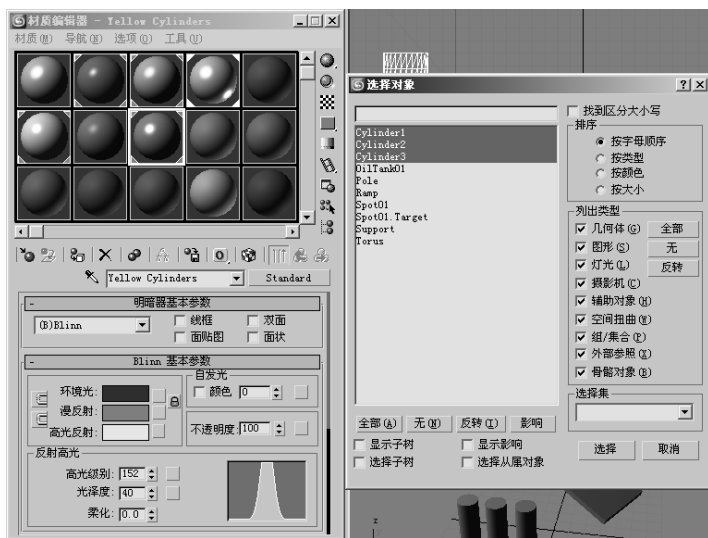 材质编辑器 - Yellow Cylinders
材质(M) 导航(N) 选项(O) 工具(U)
Yellow Cylinders
Standard
- 明暗器基本参数
(B)Blinn
线框
双面
面贴图
面状
- Blinn 基本参数
环境光:
漫反射:
高光反射:
自发光
颜色 0
不透明度: 100
反射高光
高光级别: 152
光泽度: 40
柔化: 0.0
选择对象
Cylinder1
Cylinder2
Cylinder3
OilTank01
Pole
Ramp
Spot01
Spot01.Target
Support
Torus
全部(A) 无(N) 反转(I) 影响
显示子树
显示影响
选择子树
选择从属对象
找到区分大小写
排序
按字母顺序
按类型
按颜色
按大小
列出类型
几何体(G) 全部
图形(S) 无
灯光(L) 反转
摄影机(C)
辅助对象(H)
空间扭曲(W)
组/集合(P)
外部参照(X)
骨骼对象(B)
选择集
选择 取消
z